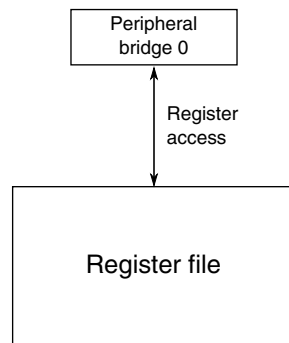 Peripheral
bridge 0
Register
access
Register file